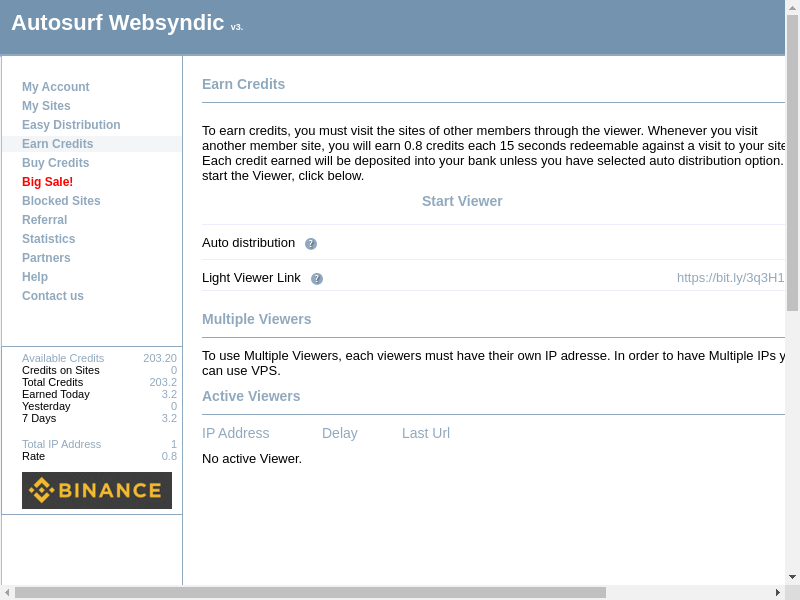 Autosurf Websyndic v3.
My Account
My Sites
Easy Distribution
Earn Credits
Buy Credits
Big Sale!
Blocked Sites
Referral
Statistics
Partners
Help
Contact us
Available Credits 203.20
Credits on Sites 0
Total Credits 203.2
Earned Today 3.2
Yesterday 0
7 Days 3.2
Total IP Address 1
Rate 0.8
BINANCE
Earn Credits
To earn credits, you must visit the sites of other members through the viewer. Whenever you visit
another member site, you will earn 0.8 credits each 15 seconds redeemable against a visit to your site
Each credit earned will be deposited into your bank unless you have selected auto distribution option.
start the Viewer, click below.
Start Viewer
Auto distribution ?
Light Viewer Link ? https://bit.ly/3q3H1
Multiple Viewers
To use Multiple Viewers, each viewers must have their own IP adresse. In order to have Multiple IPs y
can use VPS.
Active Viewers
IP Address Delay Last Url
No active Viewer.